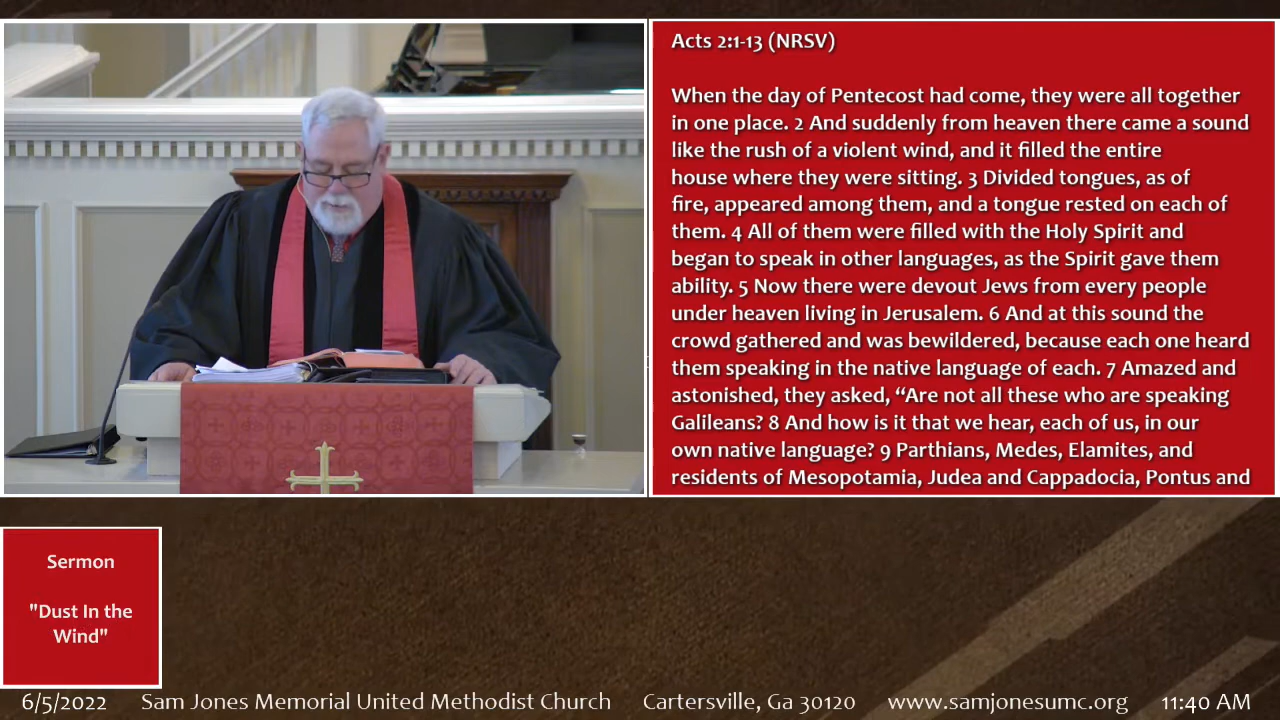 Acts 2:1-13 (NRSV)
When the day of Pentecost had come, they were all together
in one place. 2 And suddenly from heaven there came a sound
like the rush of a violent wind, and it filled the entire
house where they were sitting. 3 Divided tongues, as of
fire, appeared among them, and a tongue rested on each of
them. 4 All of them were filled with the Holy Spirit and
began to speak in other languages, as the Spirit gave them
ability. 5 Now there were devout Jews from every people
under heaven living in Jerusalem. 6 And at this sound the
crowd gathered and was bewildered, because each one heard
them speaking in the native language of each. 7 Amazed and
astonished, they asked, “Are not all these who are speaking
Galileans? 8 And how is it that we hear, each of us, in our
own native language? 9 Parthians, Medes, Elamites, and
residents of Mesopotamia, Judea and Cappadocia, Pontus and
Sermon
"Dust In the
Wind"
6/5/2022 Sam Jones Memorial United Methodist Church Cartersville, Ga 30120 www.samjonesumc.org 11:40 AM